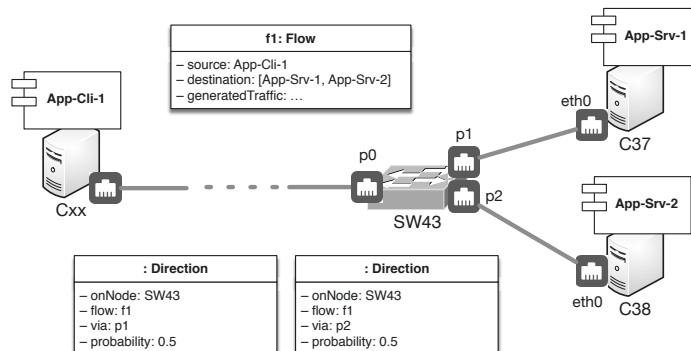 f1: Flow
– source: App-Cli-1
– destination: [App-Srv-1, App-Srv-2]
– generatedTraffic: …
App-Srv-1
App-Cli-1
eth0
C37
p1
p0
Cxx
p2
SW43
App-Srv-2
eth0
C38
: Direction
– onNode: SW43
– flow: f1
– via: p1
– probability: 0.5
: Direction
– onNode: SW43
– flow: f1
– via: p2
– probability: 0.5